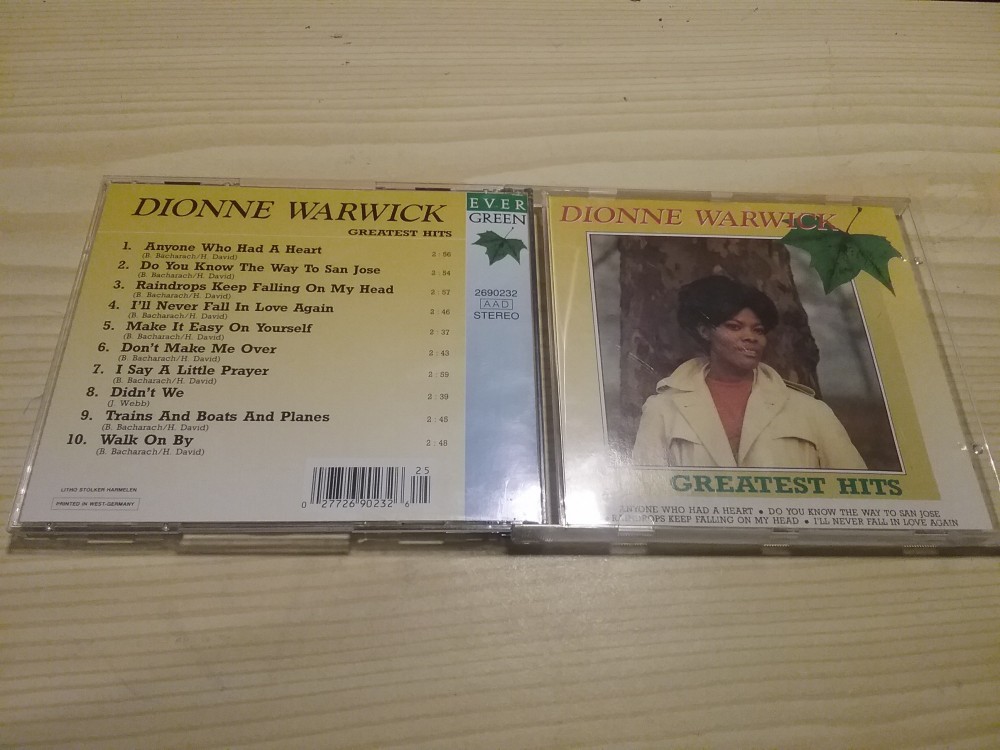 DIONNE WARWICK
GREATEST HITS
1. Anyone Who Had A Heart 2:56
(B. Bacharach/H. David)
2. Do You Know The Way To San Jose 2:54
(B. Bacharach/H. David)
3. Raindrops Keep Falling On My Head 2:57
(B. Bacharach/H. David)
4. I'll Never Fall In Love Again 2:46
(B. Bacharach/H. David)
5. Make It Easy On Yourself 2:37
(B. Bacharach/H. David)
6. Don't Make Me Over 2:43
(B. Bacharach/H. David)
7. I Say A Little Prayer 2:59
(B. Bacharach/H. David)
8. Didn't We 2:39
(J. Webb)
9. Trains And Boats And Planes 2:45
(B. Bacharach/H. David)
10. Walk On By 2:48
(B. Bacharach/H. David)
LITHO STOLKER HARMELEN
PRINTED IN WEST-GERMANY
25
0 27726 90232 6
EVER
GREEN
2690232
AAD
STEREO
DIONNE WARWICK
GREATEST HITS
ANYONE WHO HAD A HEART • DO YOU KNOW THE WAY TO SAN JOSE
RAINDROPS KEEP FALLING ON MY HEAD • I'LL NEVER FALL IN LOVE AGAIN